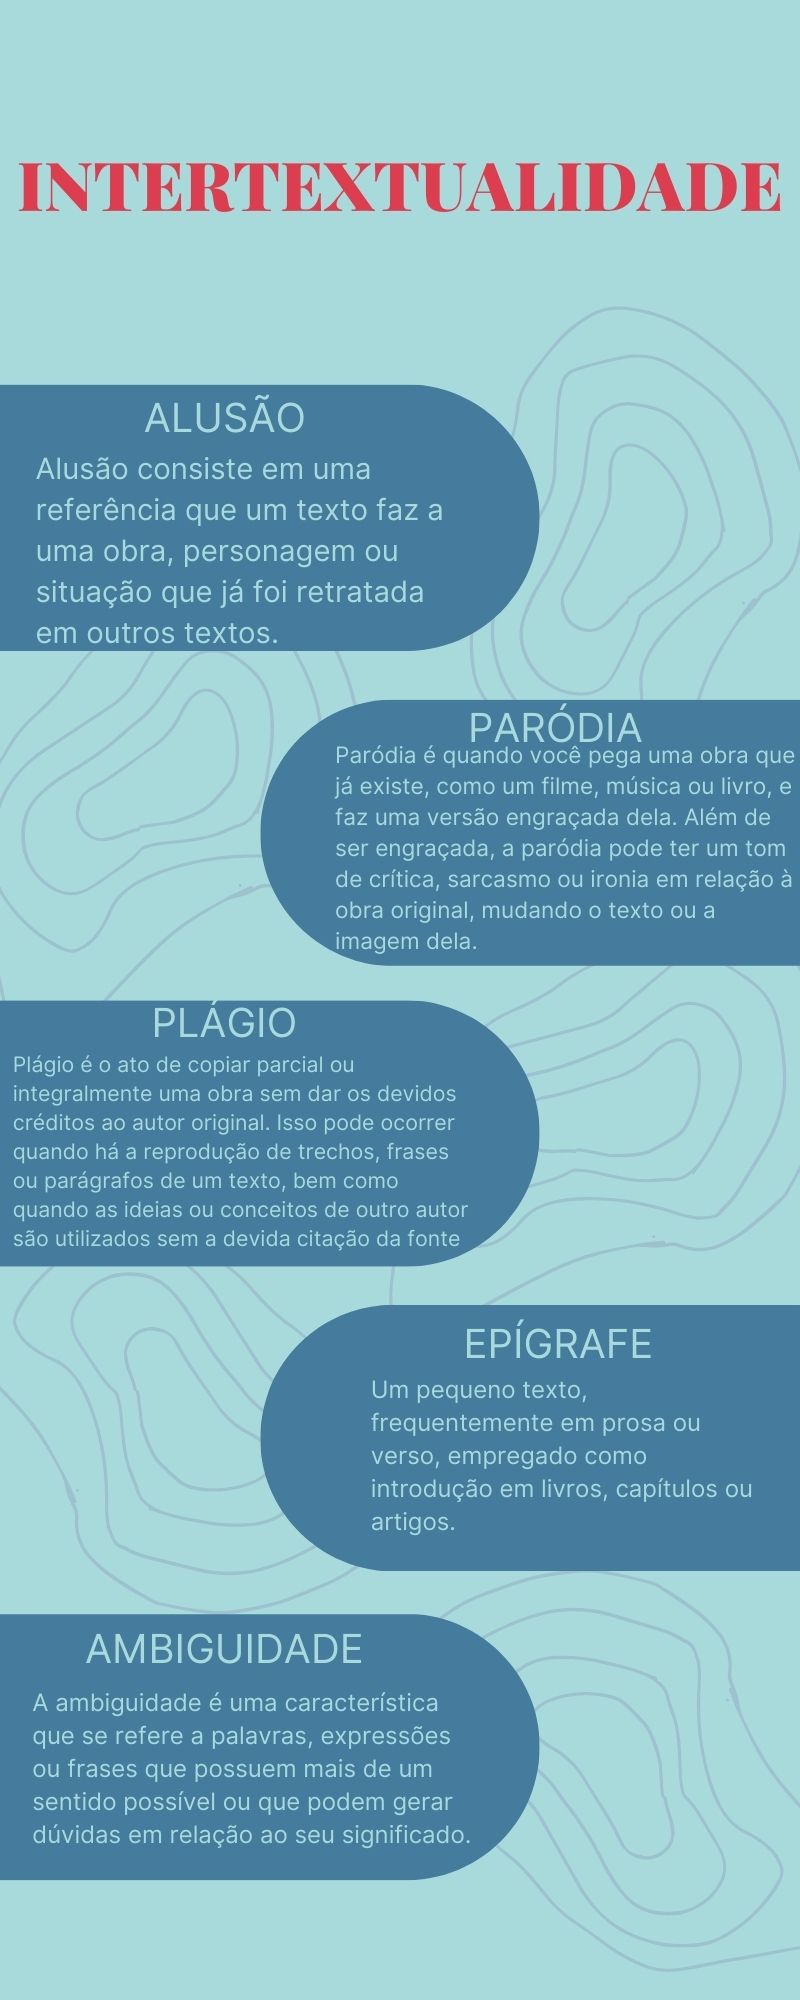 INTERTEXTUALIDADE
ALUSÃO
Alusão consiste em uma
referência que um texto faz a
uma obra, personagem ou
situação que já foi retratada
em outros textos.
PARÓDIA
Paródia é quando você pega uma obra que
já existe, como um filme, música ou livro, e
faz uma versão engraçada dela. Além de
ser engraçada, a paródia pode ter um tom
de crítica, sarcasmo ou ironia em relação à
obra original, mudando o texto ou a
imagem dela.
PLÁGIO
Plágio é o ato de copiar parcial ou
integralmente uma obra sem dar os devidos
créditos ao autor original. Isso pode ocorrer
quando há a reprodução de trechos, frases
ou parágrafos de um texto, bem como
quando as ideias ou conceitos de outro autor
são utilizados sem a devida citação da fonte
EPÍGRAFE
Um pequeno texto,
frequentemente em prosa ou
verso, empregado como
introdução em livros, capítulos ou
artigos.
AMBIGUIDADE
A ambiguidade é uma característica
que se refere a palavras, expressões
ou frases que possuem mais de um
sentido possível ou que podem gerar
dúvidas em relação ao seu significado.